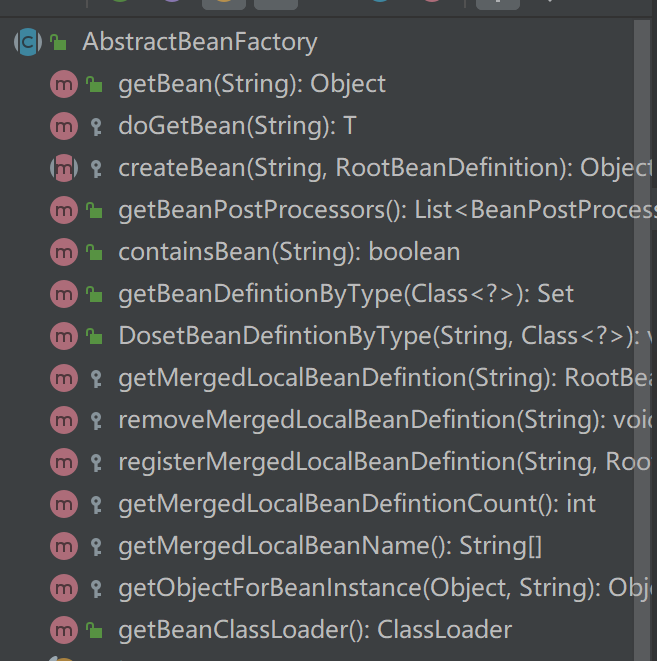 AbstractBeanFactory
getBean(String): Object
doGetBean(String): T
createBean(String, RootBeanDefinition): Object
getBeanPostProcessors(): List<BeanPostProcess
containsBean(String): boolean
getBeanDefintionByType(Class<?>): Set
DosetBeanDefintionByType(String, Class<?>):
getMergedLocalBeanDefintion(String): RootBea
removeMergedLocalBeanDefintion(String): void
registerMergedLocalBeanDefintion(String, Roo
getMergedLocalBeanDefintionCount(): int
getMergedLocalBeanName(): String[]
getObjectForBeanInstance(Object, String): Obj
getBeanClassLoader(): ClassLoader